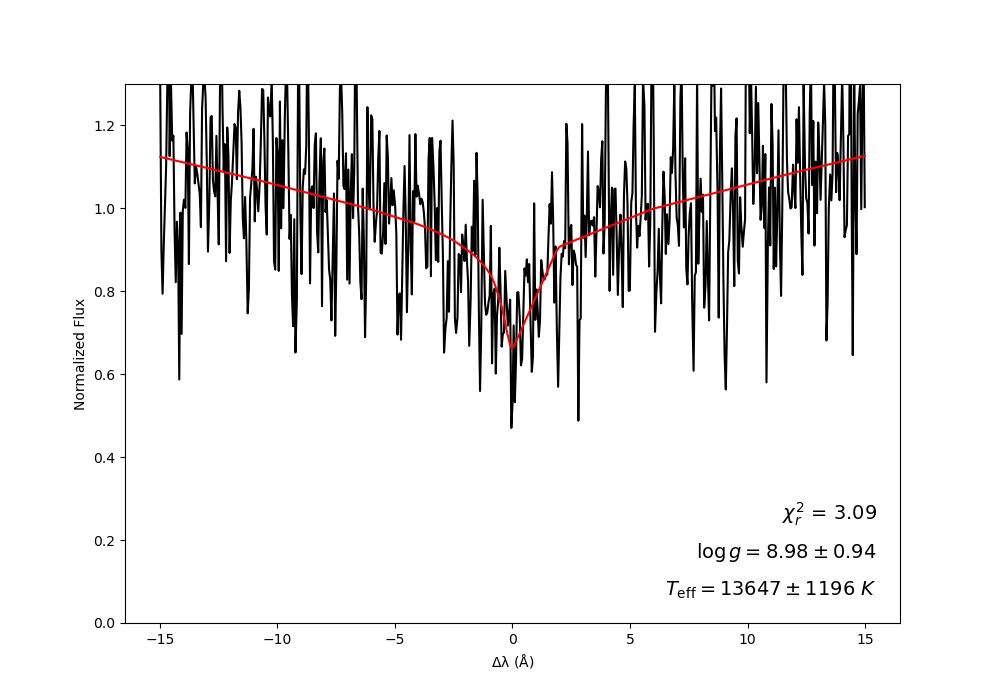 1.2
1.0
0.8
0.6
0.4
0.2
0.0
Normalized Flux
χ²ᵣ = 3.09
log g = 8.98 ± 0.94
T_eff = 13647 ± 1196 K
−15 −10 −5 0 5 10 15
Δλ (Å)